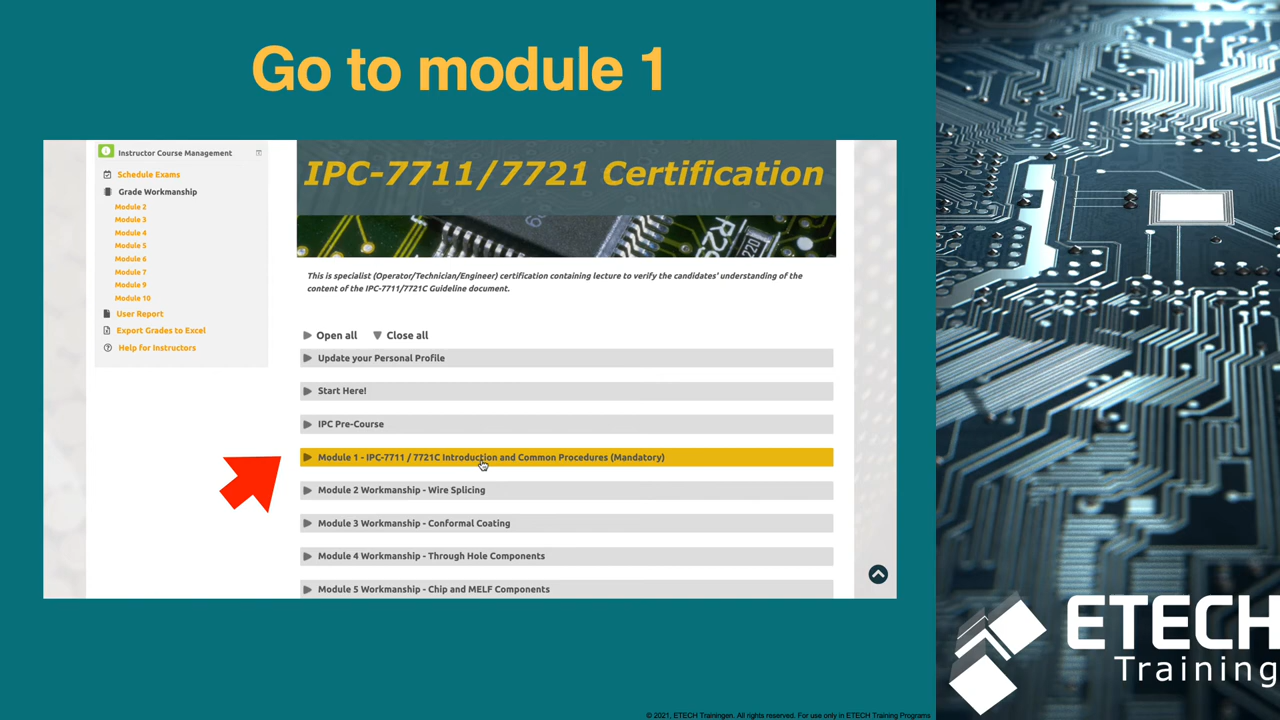 Go to module 1
Instructor Course Management
Schedule Exams
Grade Workmanship
Module 2
Module 3
Module 4
Module 5
Module 6
Module 7
Module 9
Module 10
User Report
Export Grades to Excel
Help for Instructors
IPC-7711/7721 Certification
R29
220
This is specialist (Operator/Technician/Engineer) certification containing lecture to verify the candidates' understanding of the
content of the IPC-7711/7721C Guideline document.
Open all Close all
Update your Personal Profile
Start Here!
IPC Pre-Course
Module 1 - IPC-7711 / 7721C Introduction and Common Procedures (Mandatory)
Module 2 Workmanship - Wire Splicing
Module 3 Workmanship - Conformal Coating
Module 4 Workmanship - Through Hole Components
Module 5 Workmanship - Chip and MELF Components
ETECH
Training
© 2021, ETECH Trainingen. All rights reserved. For use only in ETECH Training Programs